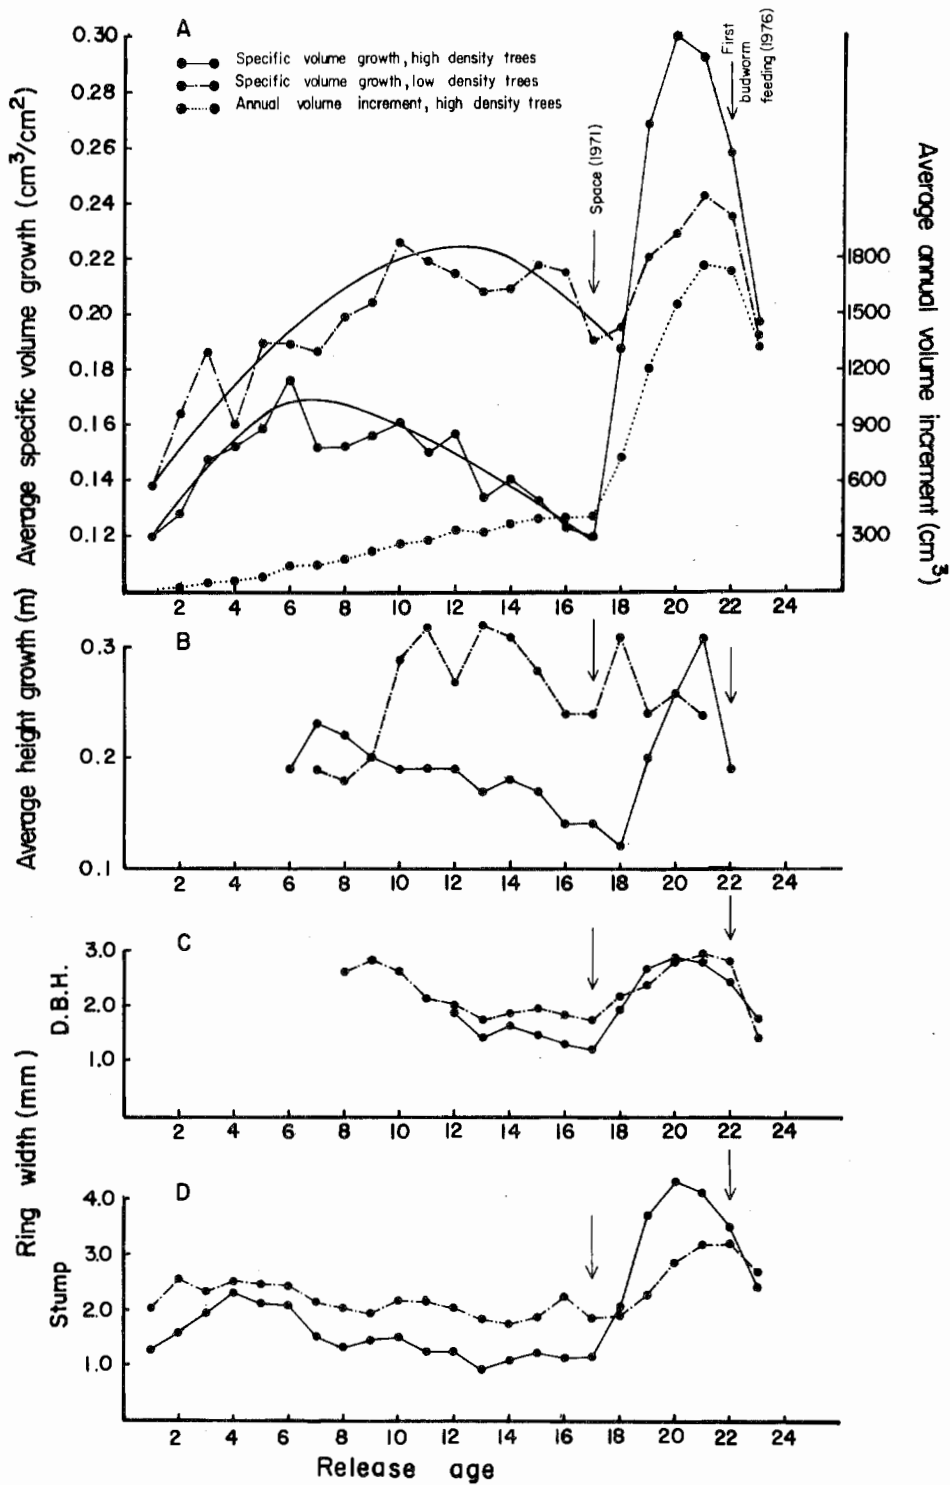 A
Specific volume growth, high density trees
Specific volume growth, low density trees
Annual volume increment, high density trees
First
budworm
feeding (1976)
Space (1971)
Average specific volume growth (cm³/cm²)
0.30
0.28
0.26
0.24
0.22
0.20
0.18
0.16
0.14
0.12
1800
1500
1200
900
600
300
Average annual volume increment (cm³)
2 4 6 8 10 12 14 16 18 20 22 24
B
Average height growth (m)
0.3
0.2
0.1
2 4 6 8 10 12 14 16 18 20 22 24
C
Ring width (mm)
D.B.H.
3.0
2.0
1.0
2 4 6 8 10 12 14 16 18 20 22 24
D
Stump
4.0
3.0
2.0
1.0
2 4 6 8 10 12 14 16 18 20 22 24
Release age